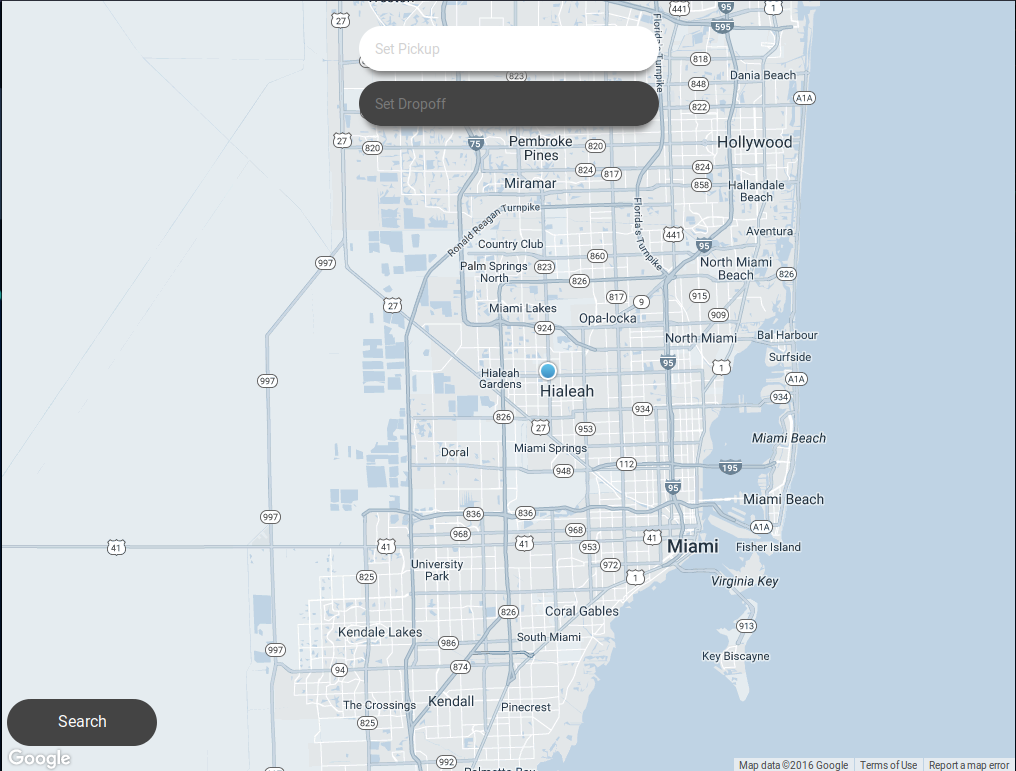 27
441
95
1
595
Set Pickup
Florida's Turnpike
818
823
Dania Beach
848
A1A
822
Set Dropoff
27
820
75
Pembroke
Pines
820
Hollywood
824
817
824
Miramar
858
Hallandale
Beach
Ronald Reagan Turnpike
Florida's Turnpike
Aventura
441
Country Club
95
860
997
Palm Springs
North
823
North Miami
Beach
826
826
27
817
9
915
Miami Lakes
909
Opa-locka
924
North Miami
Bal Harbour
Surfside
95
1
997
Hialeah
Gardens
A1A
Hialeah
934
934
826
27
953
Miami Beach
Doral
Miami Springs
948
112
195
95
Miami Beach
997
836
836
A1A
968
968
41
41
41
953
41
Miami
Fisher Island
972
University
Park
825
1
Virginia Key
826
Coral Gables
913
Kendale Lakes
986
South Miami
997
Key Biscayne
94
874
The Crossings
Kendall
Pinecrest
Search
825
Google
992
Palmetto Bay
Map data ©2016 Google
Terms of Use
Report a map error